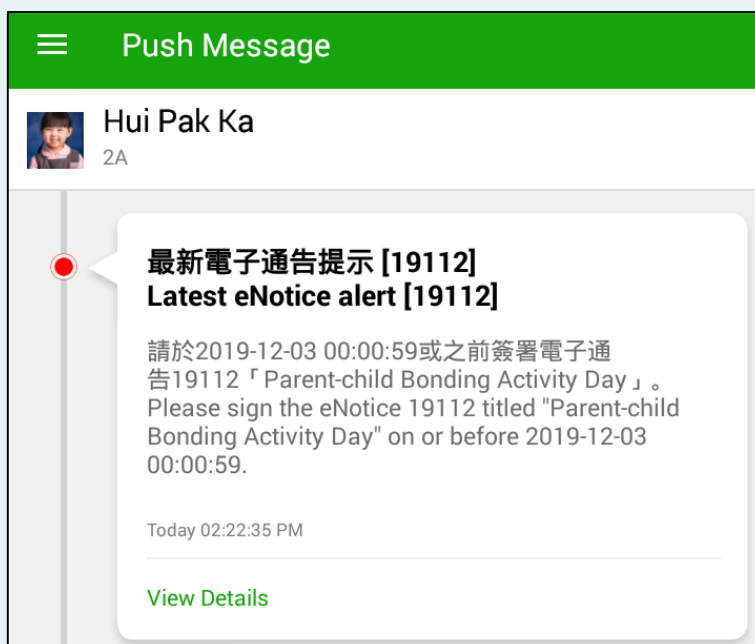 Push Message
Hui Pak Ka
2A
最新電子通告提示 [19112]
Latest eNotice alert [19112]
請於2019-12-03 00:00:59或之前簽署電子通
告19112「Parent-child Bonding Activity Day」。
Please sign the eNotice 19112 titled "Parent-child
Bonding Activity Day" on or before 2019-12-03
00:00:59.
Today 02:22:35 PM
View Details